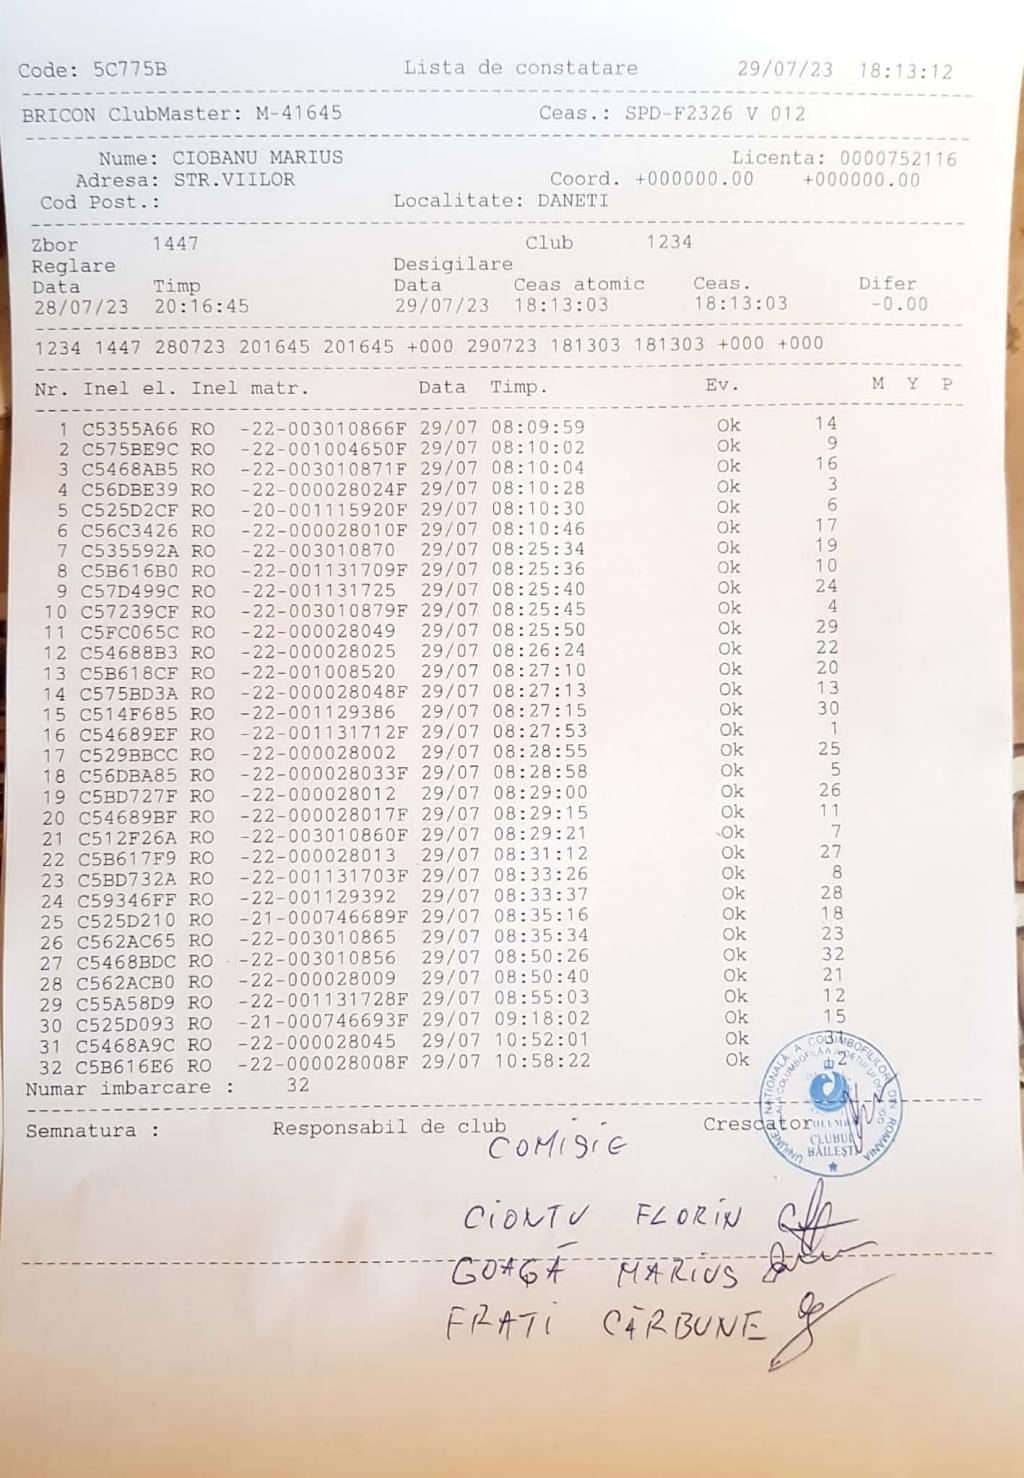 Code: 5C775B Lista de constatare 29/07/23 18:13:12
BRICON ClubMaster: M-41645 Ceas.: SPD-F2326 V 012
Nume: CIOBANU MARIUS Licenta: 0000752116
Adresa: STR.VIILOR Coord. +000000.00 +000000.00
Cod Post.: Localitate: DANETI
Zbor 1447 Club 1234
Reglare Desigilare
Data Timp Data Ceas atomic Ceas. Difer
28/07/23 20:16:45 29/07/23 18:13:03 18:13:03 -0.00
1234 1447 280723 201645 201645 +000 290723 181303 181303 +000 +000
Nr. Inel el. Inel matr. Data Timp. Ev. M Y P
1 C5355A66 RO -22-003010866F 29/07 08:09:59 Ok 14
2 C575BE9C RO -22-001004650F 29/07 08:10:02 Ok 9
3 C5468AB5 RO -22-003010871F 29/07 08:10:04 Ok 16
4 C56DBE39 RO -22-000028024F 29/07 08:10:28 Ok 3
5 C525D2CF RO -20-001115920F 29/07 08:10:30 Ok 6
6 C56C3426 RO -22-000028010F 29/07 08:10:46 Ok 17
7 C535592A RO -22-003010870 29/07 08:25:34 Ok 19
8 C5B616B0 RO -22-001131709F 29/07 08:25:36 Ok 10
9 C57D499C RO -22-001131725 29/07 08:25:40 Ok 24
10 C57239CF RO -22-003010879F 29/07 08:25:45 Ok 4
11 C5FC065C RO -22-000028049 29/07 08:25:50 Ok 29
12 C54688B3 RO -22-000028025 29/07 08:26:24 Ok 22
13 C5B618CF RO -22-001008520 29/07 08:27:10 Ok 20
14 C575BD3A RO -22-000028048F 29/07 08:27:13 Ok 13
15 C514F685 RO -22-001129386 29/07 08:27:15 Ok 30
16 C54689EF RO -22-001131712F 29/07 08:27:53 Ok 1
17 C529BBCC RO -22-000028002 29/07 08:28:55 Ok 25
18 C56DBA85 RO -22-000028033F 29/07 08:28:58 Ok 5
19 C5BD727F RO -22-000028012 29/07 08:29:00 Ok 26
20 C54689BF RO -22-000028017F 29/07 08:29:15 Ok 11
21 C512F26A RO -22-003010860F 29/07 08:29:21 Ok 7
22 C5B617F9 RO -22-000028013 29/07 08:31:12 Ok 27
23 C5BD732A RO -22-001131703F 29/07 08:33:26 Ok 8
24 C59346FF RO -22-001129392 29/07 08:33:37 Ok 28
25 C525D210 RO -21-000746689F 29/07 08:35:16 Ok 18
26 C562AC65 RO -22-003010865 29/07 08:35:34 Ok 23
27 C5468BDC RO -22-003010856 29/07 08:50:26 Ok 32
28 C562ACB0 RO -22-000028009 29/07 08:50:40 Ok 21
29 C55A58D9 RO -22-001131728F 29/07 08:55:03 Ok 12
30 C525D093 RO -21-000746693F 29/07 09:18:02 Ok 15
31 C5468A9C RO -22-000028045 29/07 10:52:01 Ok 31
32 C5B616E6 RO -22-000028008F 29/07 10:58:22 Ok 2
Numar imbarcare : 32
Semnatura : Responsabil de club Crescator
CLUBUL
BĂILEȘTI
COMISIE
CIONTU FLORIN
GOAGĂ MARIUS
FRATI CĂRBUNE